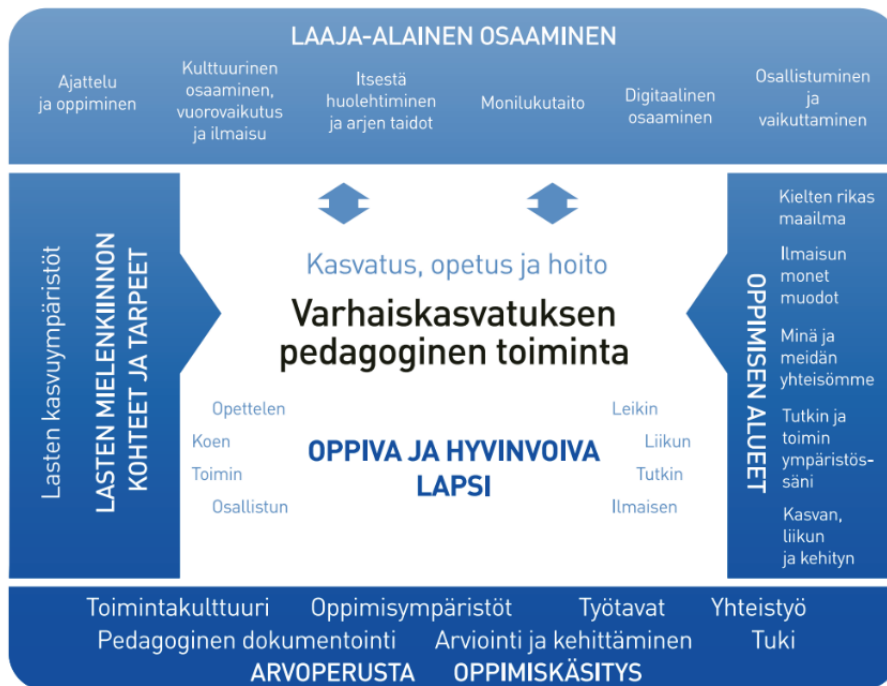 LAAJA-ALAINEN OSAAMINEN
Ajattelu
ja oppiminen
Kulttuurinen
osaaminen,
vuorovaikutus
ja ilmaisu
Itsestä
huolehtiminen
ja arjen taidot
Monilukutaito
Digitaalinen
osaaminen
Osallistuminen
ja
vaikuttaminen
Lasten kasvuympäristöt
LASTEN MIELENKIINNON
KOHTEET JA TARPEET
Kasvatus, opetus ja hoito
Varhaiskasvatuksen
pedagoginen toiminta
Opettelen
Koen
Toimin
Osallistun
OPPIVA JA HYVINVOIVA
LAPSI
Leikin
Liikun
Tutkin
Ilmaisen
OPPIMISEN ALUEET
Kielten rikas
maailma
Ilmaisun
monet
muodot
Minä ja
meidän
yhteisömme
Tutkin ja
toimin
ympäristös-
säni
Kasvan,
liikun
ja kehityn
Toimintakulttuuri Oppimisympäristöt Työtavat Yhteistyö
Pedagoginen dokumentointi Arviointi ja kehittäminen Tuki
ARVOPERUSTA OPPIMISKÄSITYS